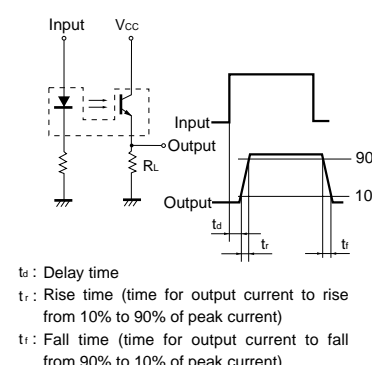 Input Vcc
Output
RL
Input
90
Output
10
td
tr
tf
td : Delay time
tr : Rise time (time for output current to rise
from 10% to 90% of peak current)
tf : Fall time (time for output current to fall
from 90% to 10% of peak current)